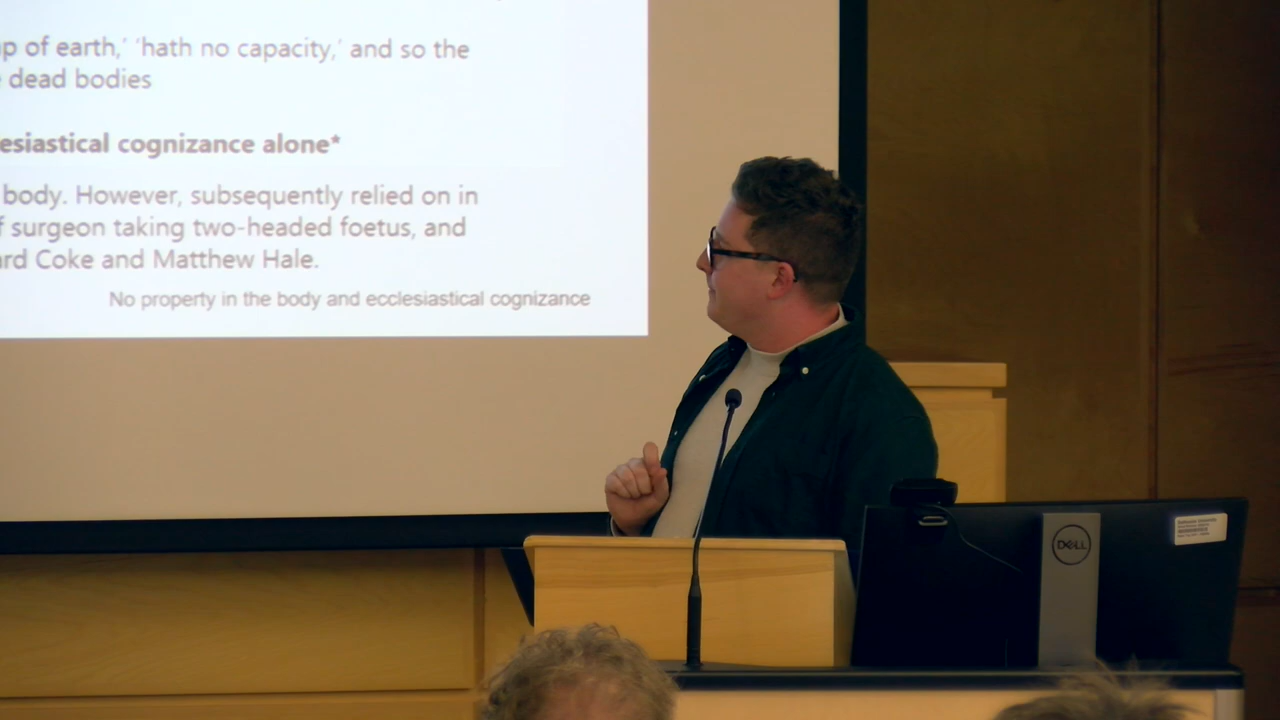 p of earth,’ ‘hath no capacity,’ and so the
dead bodies
esiastical cognizance alone*
body. However, subsequently relied on in
f surgeon taking two-headed foetus, and
ard Coke and Matthew Hale.
No property in the body and ecclesiastical cognizance
DELL